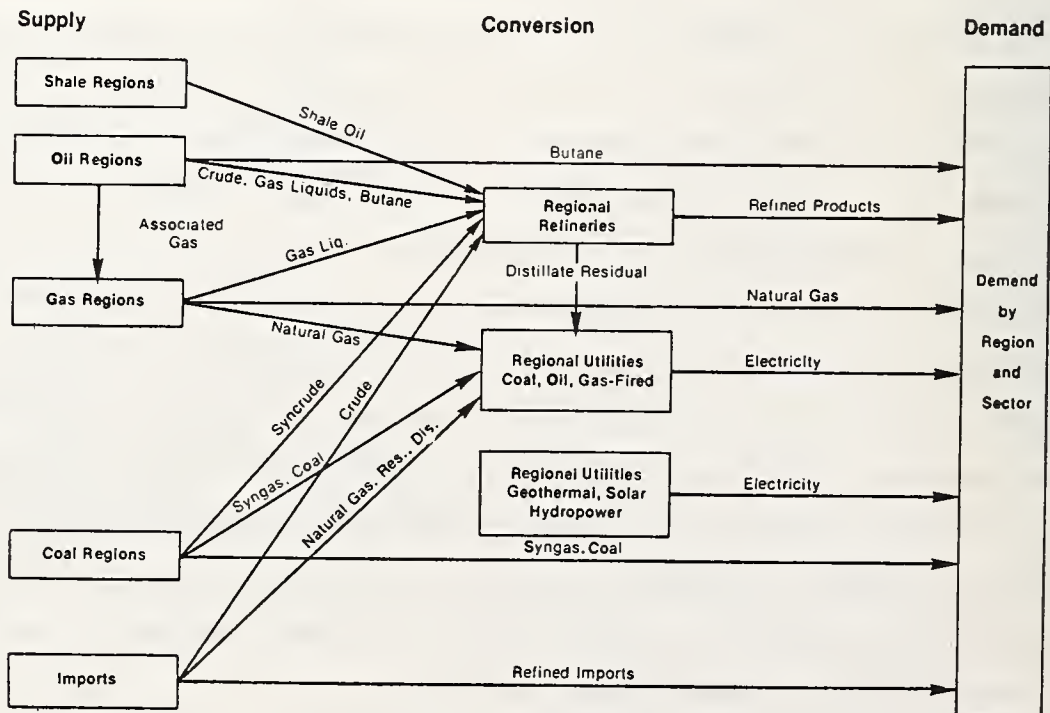 Supply
Conversion
Demand
Shale Regions
Shale Oil
Oil Regions
Butane
Crude, Gas Liquids, Butane
Associated
Gas
Regional
Refineries
Refined Products
Gas Liq.
Distillate Residual
Gas Regions
Natural Gas
Natural Gas
Demand
by
Region
and
Sector
Regional Utilities
Coal, Oil, Gas-Fired
Electricity
Syncrude
Crude
Syngas, Coal
Natural Gas, Res., Dis.
Regional Utilities
Geothermal, Solar
Hydropower
Electricity
Coal Regions
Syngas, Coal
Imports
Refined Imports